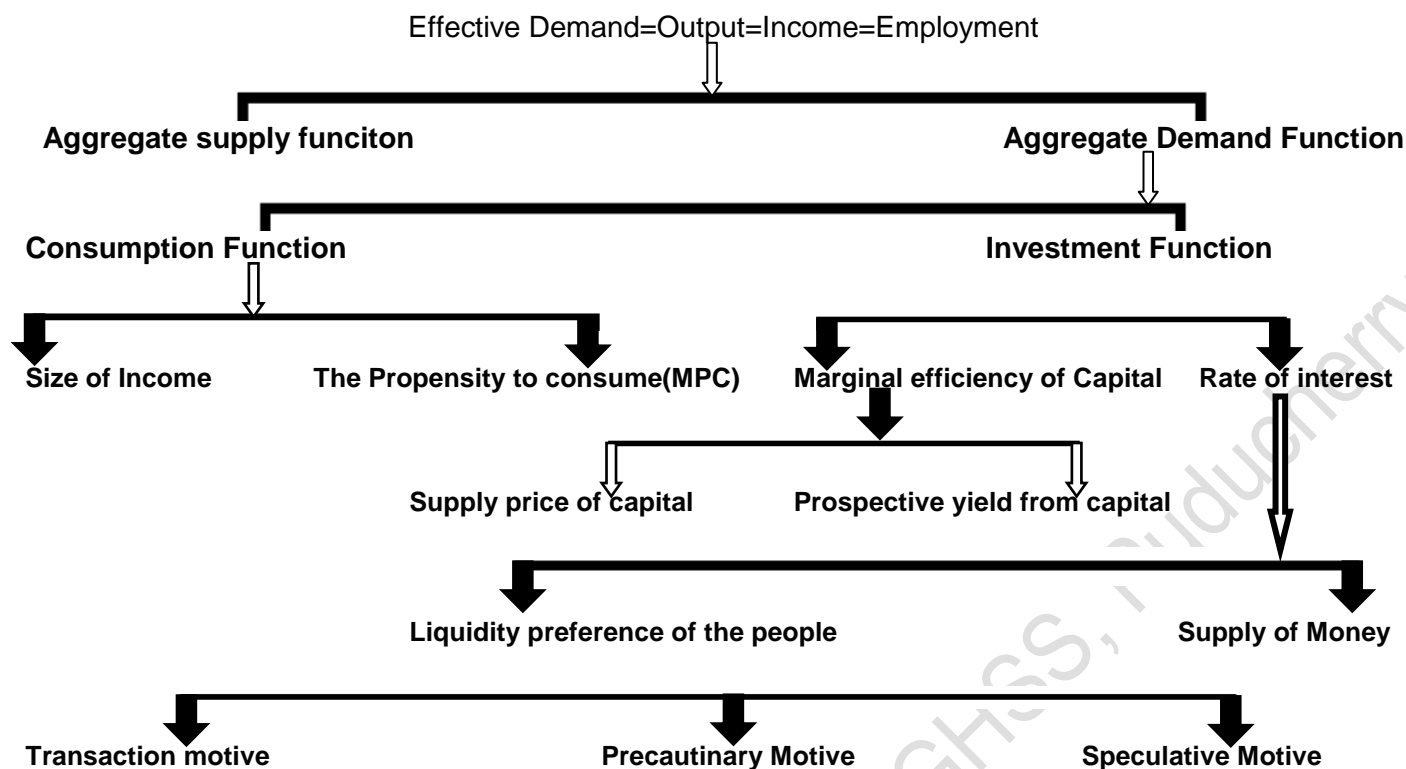 Effective Demand=Output=Income=Employment
Aggregate supply funciton Aggregate Demand Function
Consumption Function Investment Function
Size of Income The Propensity to consume(MPC) Marginal efficiency of Capital Rate of interest
Supply price of capital Prospective yield from capital
Liquidity preference of the people Supply of Money
Transaction motive Precautinary Motive Speculative Motive
GHSS, Puducherry